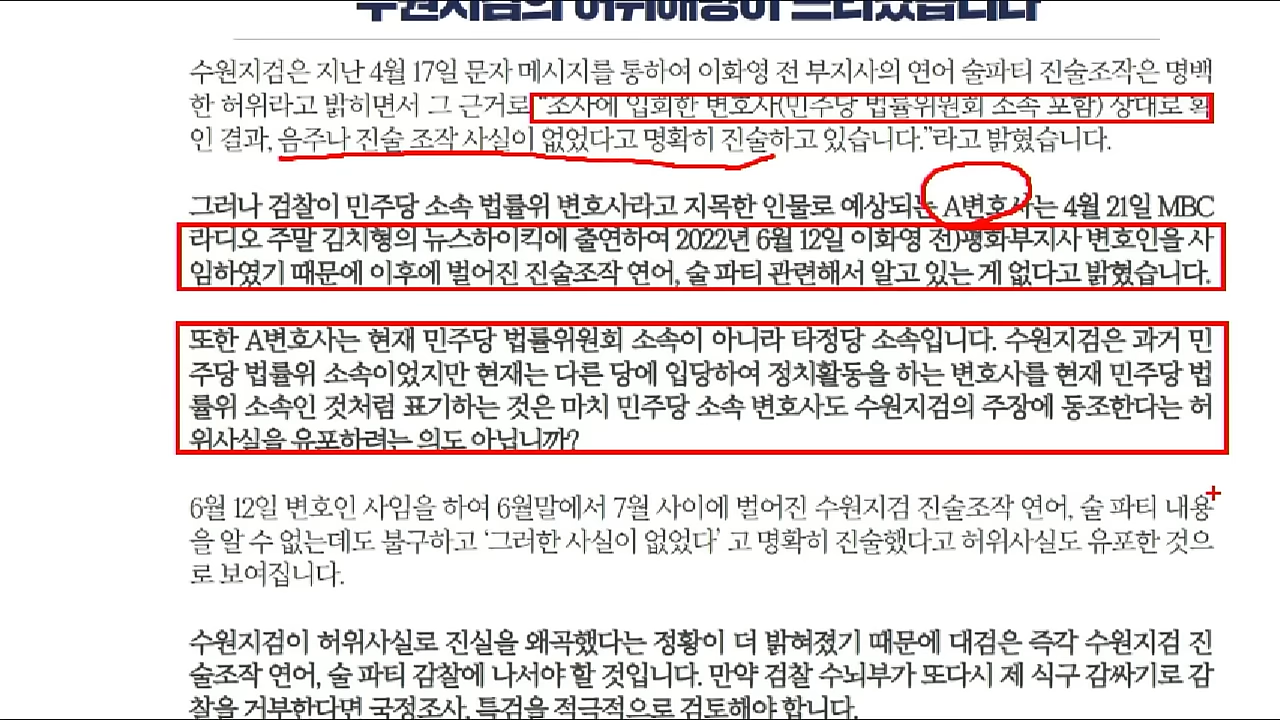 수원지검의 허위해명이 드러났습니다
수원지검은 지난 4월 17일 문자 메시지를 통하여 이화영 전 부지사의 연어 술파티 진술조작은 명백
한 허위라고 밝히면서 그 근거로 “조사에 입회한 변호사(민주당 법률위원회 소속 포함) 상대로 확
인 결과, 음주나 진술 조작 사실이 없었다고 명확히 진술하고 있습니다.”라고 밝혔습니다.
그러나 검찰이 민주당 소속 법률위 변호사라고 지목한 인물로 예상되는 A변호사는 4월 21일 MBC
라디오 주말 김치형의 뉴스하이킥에 출연하여 2022년 6월 12일 이화영 전)평화부지사 변호인을 사
임하였기 때문에 이후에 벌어진 진술조작 연어, 술 파티 관련해서 알고 있는 게 없다고 밝혔습니다.
또한 A변호사는 현재 민주당 법률위원회 소속이 아니라 타정당 소속입니다. 수원지검은 과거 민
주당 법률위 소속이었지만 현재는 다른 당에 입당하여 정치활동을 하는 변호사를 현재 민주당 법
률위 소속인 것처럼 표기하는 것은 마치 민주당 소속 변호사도 수원지검의 주장에 동조한다는 허
위사실을 유포하려는 의도 아닙니까?
6월 12일 변호인 사임을 하여 6월말에서 7월 사이에 벌어진 수원지검 진술조작 연어, 술 파티 내용
을 알 수 없는데도 불구하고 ‘그러한 사실이 없었다’ 고 명확히 진술했다고 허위사실도 유포한 것으
로 보여집니다.
수원지검이 허위사실로 진실을 왜곡했다는 정황이 더 밝혀졌기 때문에 대검은 즉각 수원지검 진
술조작 연어, 술 파티 감찰에 나서야 할 것입니다. 만약 검찰 수뇌부가 또다시 제 식구 감싸기로 감
찰을 거부한다면 국정조사, 특검을 적극적으로 검토해야 합니다.